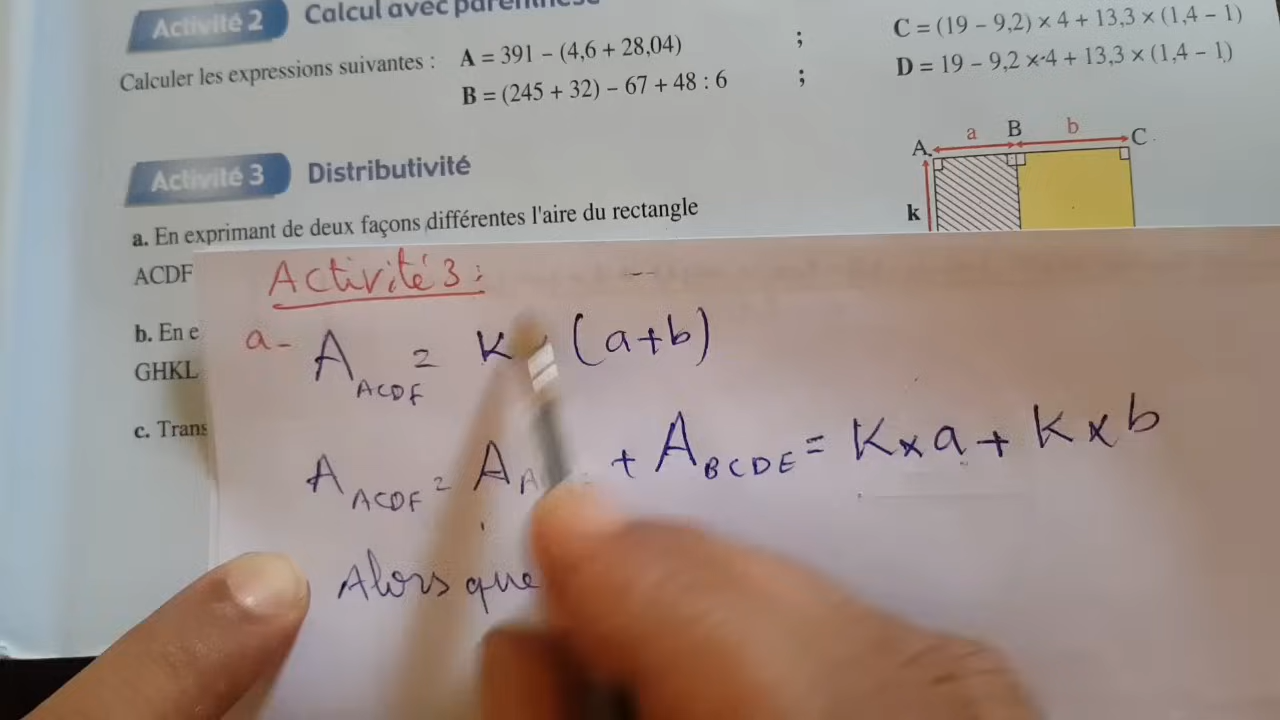 Activité 2 Calcul avec parenthèse
Calculer les expressions suivantes : A = 391 – (4,6 + 28,04) ; C = (19 – 9,2) × 4 + 13,3 × (1,4 – 1)
B = (245 + 32) – 67 + 48 : 6 ; D = 19 – 9,2 × 4 + 13,3 × (1,4 – 1)
A a B b C
k
Activité 3 Distributivité
a. En exprimant de deux façons différentes l'aire du rectangle
ACDF
b. En e
GHKL
c. Trans
Activité 3 :
a- A ACDF = K (a+b)
A ACDF = A A + A BCDE = K×a + K×b
Alors que